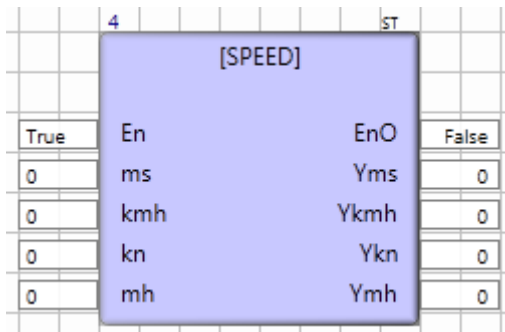 4 ST
[SPEED]
True En EnO False
0 ms Yms 0
0 kmh Ykmh 0
0 kn Ykn 0
0 mh Ymh 0